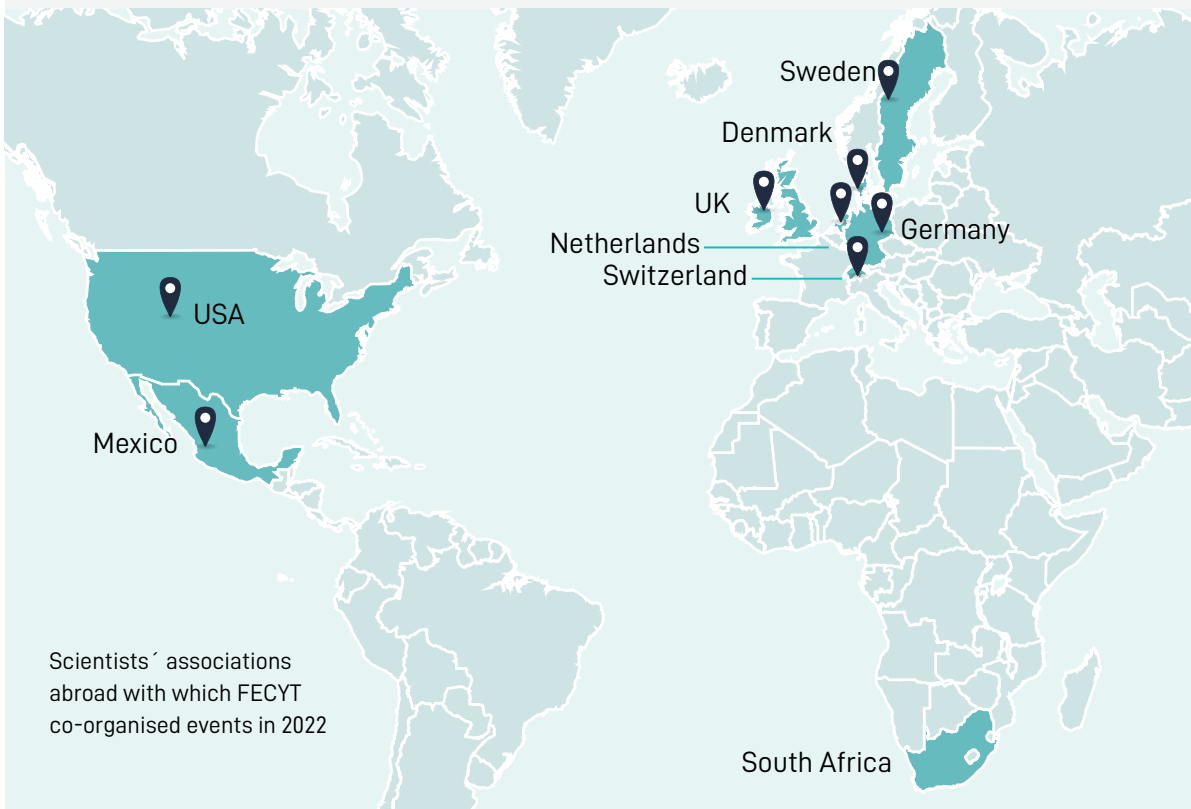 Sweden
Denmark
UK
Germany
Netherlands
Switzerland
USA
Mexico
Scientists´ associations
abroad with which FECYT
co-organised events in 2022
South Africa